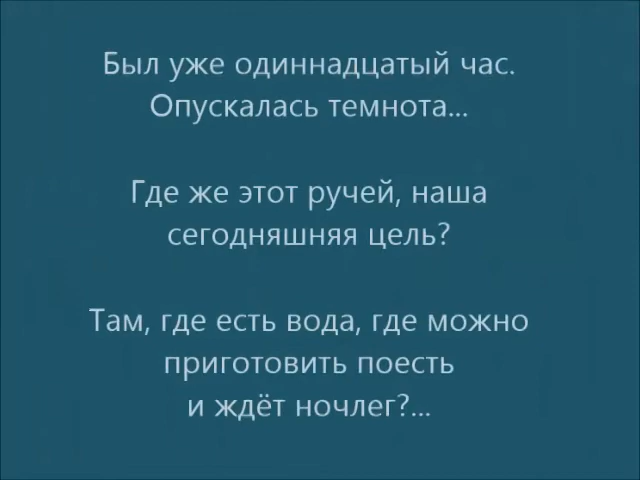 Был уже одиннадцатый час.
Опускалась темнота...
Где же этот ручей, наша
сегодняшняя цель?
Там, где есть вода, где можно
приготовить поесть
и ждёт ночлег?...